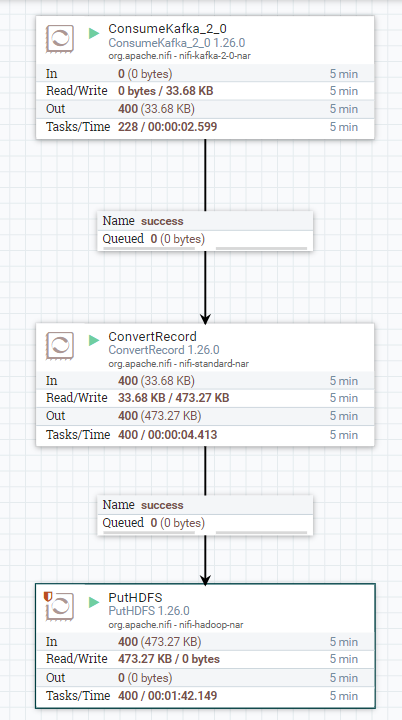 ConsumeKafka_2_0
ConsumeKafka_2_0 1.26.0
org.apache.nifi - nifi-kafka-2-0-nar
In 0 (0 bytes) 5 min
Read/Write 0 bytes / 33.68 KB 5 min
Out 400 (33.68 KB) 5 min
Tasks/Time 228 / 00:00:02.599 5 min
Name success
Queued 0 (0 bytes)
ConvertRecord
ConvertRecord 1.26.0
org.apache.nifi - nifi-standard-nar
In 400 (33.68 KB) 5 min
Read/Write 33.68 KB / 473.27 KB 5 min
Out 400 (473.27 KB) 5 min
Tasks/Time 400 / 00:00:04.413 5 min
Name success
Queued 0 (0 bytes)
PutHDFS
PutHDFS 1.26.0
org.apache.nifi - nifi-hadoop-nar
In 400 (473.27 KB) 5 min
Read/Write 473.27 KB / 0 bytes 5 min
Out 0 (0 bytes) 5 min
Tasks/Time 400 / 00:01:42.149 5 min